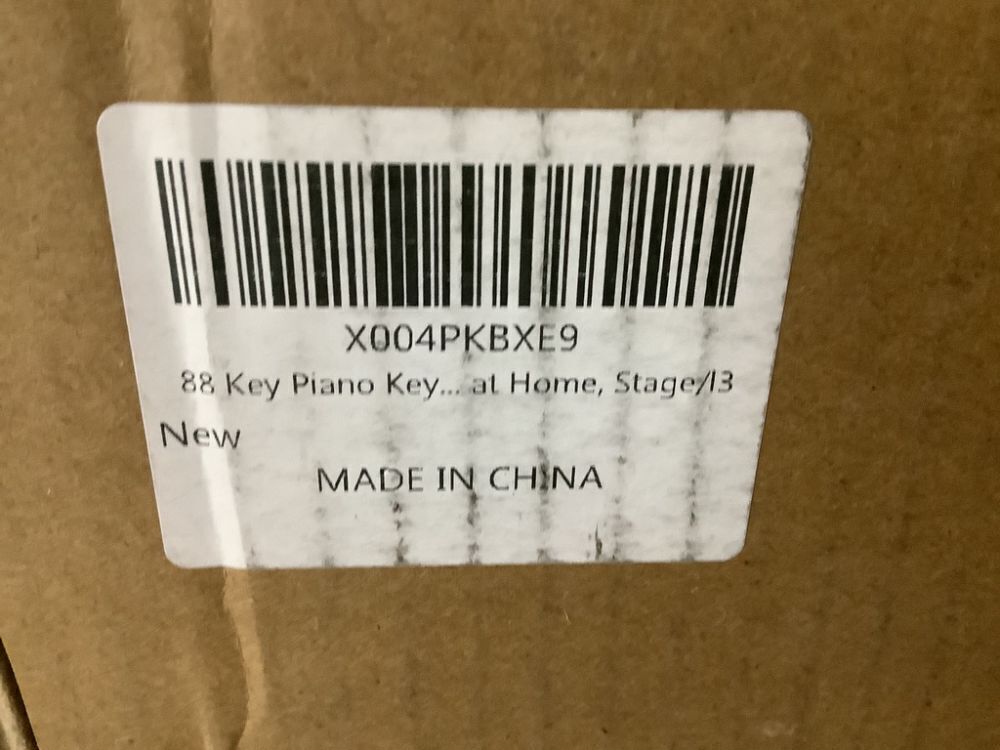 X004PKBXE9
88 Key Piano Key... at Home, Stage/13
New
MADE IN CHINA